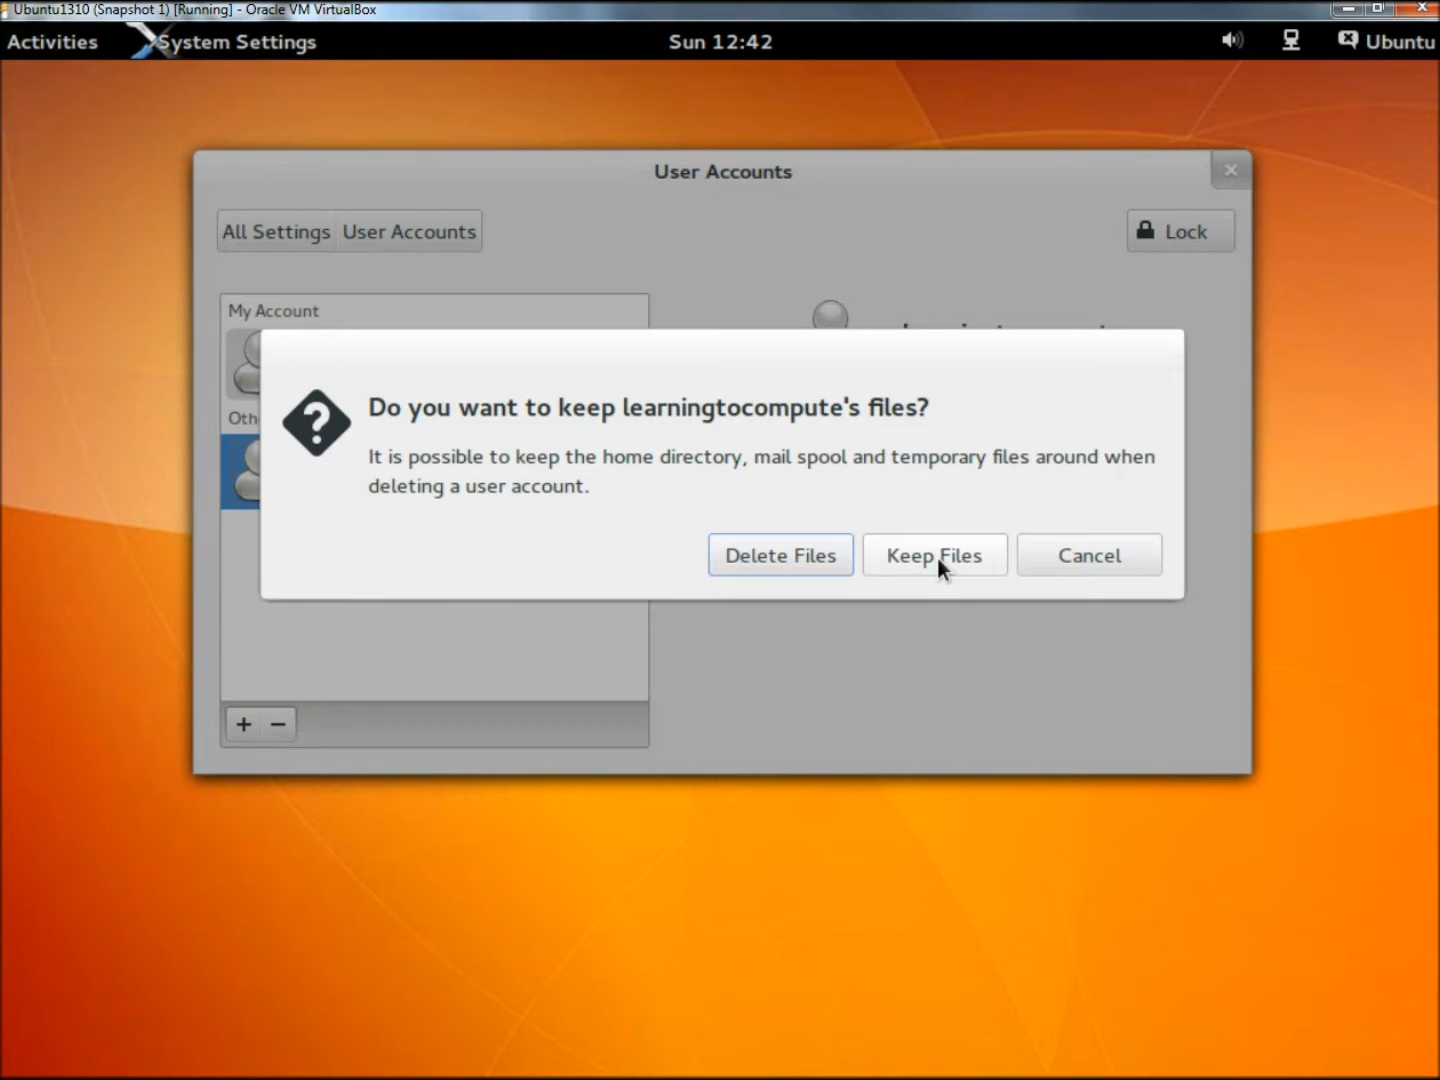 Ubuntu1310 (Snapshot 1) [Running] - Oracle VM VirtualBox
Activities System Settings Sun 12:42 Ubuntu
User Accounts
All Settings User Accounts Lock
My Account
Do you want to keep learningtocompute's files?
It is possible to keep the home directory, mail spool and temporary files around when
deleting a user account.
Delete Files Keep Files Cancel